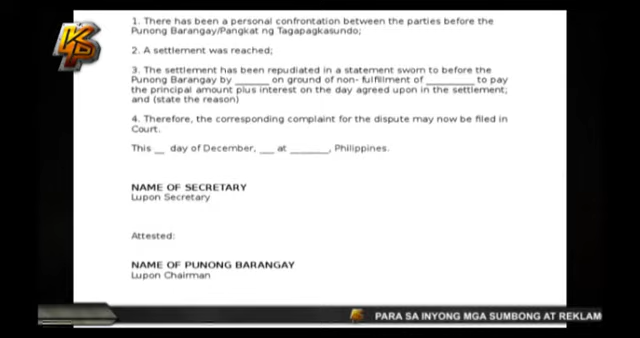 1. There has been a personal confrontation between the parties before the
Punong Barangay/Pangkat ng Tagapagkasundo;
2. A settlement was reached;
3. The settlement has been repudiated in a statement sworn to before the
Punong Barangay by ______ on ground of non- fulfillment of _________ to pay
the principal amount plus interest on the day agreed upon in the settlement;
and (state the reason)
4. Therefore, the corresponding complaint for the dispute may now be filed in
Court.
This __ day of December, ___ at _______, Philippines.
NAME OF SECRETARY
Lupon Secretary
Attested:
NAME OF PUNONG BARANGAY
Lupon Chairman
PARA SA INYONG MGA SUMBONG AT REKLAM